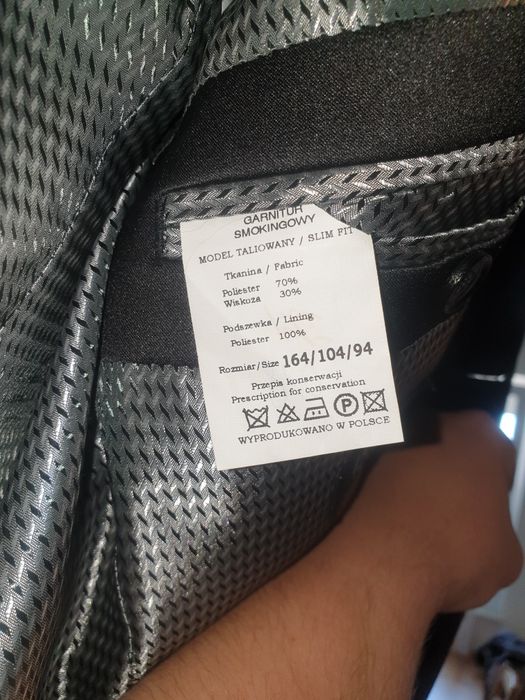 GARNITUR
SMOKINGOWY
MODEL TALIOWANY / SLIM FIT
Tkanina / Fabric
Poliester 70%
Wiskoza 30%
Podszewka / Lining
Poliester 100%
Rozmiar/Size 164/104/94
Przepis konserwacji
Prescription for conservation
P
WYPRODUKOWANO W POLSCE